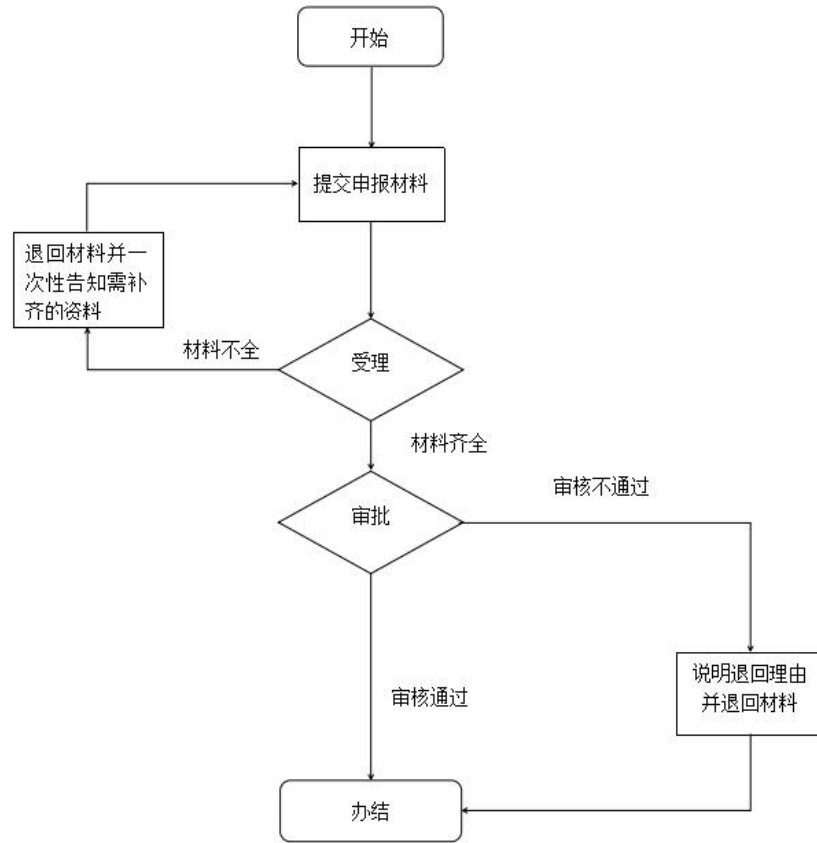 开始
提交申报材料
退回材料并一
次性告知需补
齐的资料
材料不全
受理
材料齐全
审核不通过
审批
说明退回理由
并退回材料
审核通过
办结